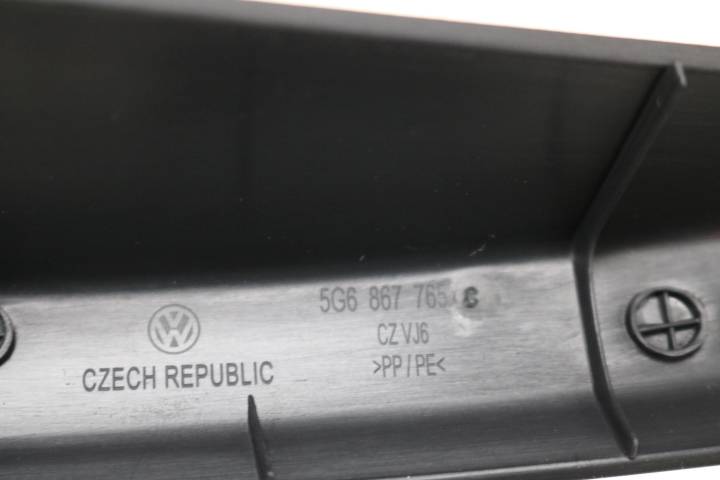 5G6 867 765 C
CZ VJ6
>PP/PE<
CZECH REPUBLIC